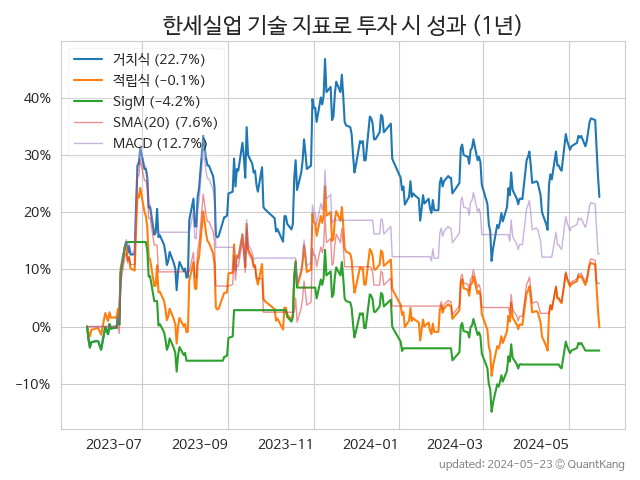 한세실업 기술 지표로 투자 시 성과 (1년)
거치식 (22.7%)
적립식 (−0.1%)
SigM (−4.2%)
SMA(20) (7.6%)
MACD (12.7%)
40%
30%
20%
10%
0%
−10%
2023-07 2023-09 2023-11 2024-01 2024-03 2024-05
updated: 2024-05-23 ⓒ QuantKang